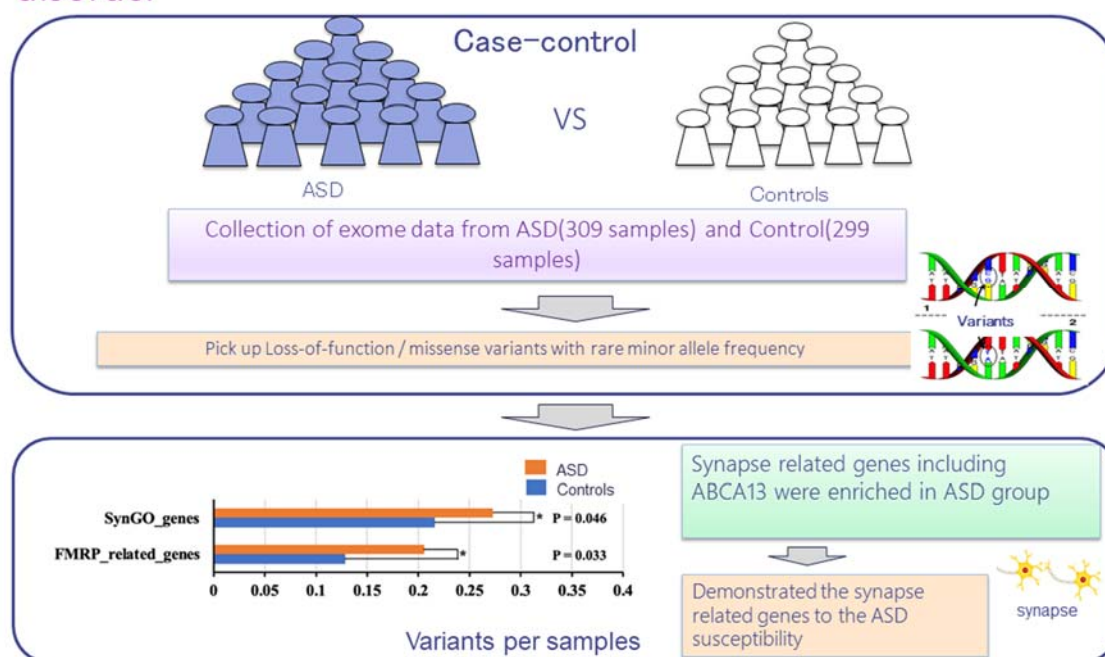 Case-control
VS
ASD
Controls
Collection of exome data from ASD(309 samples) and Control(299
samples)
1
Variants
2
Pick up Loss-of-function / missense variants with rare minor allele frequency
ASD
Controls
SynGO_genes
* P = 0.046
FMRP_related_genes
* P = 0.033
0 0.05 0.1 0.15 0.2 0.25 0.3 0.35 0.4
Variants per samples
Synapse related genes including
ABCA13 were enriched in ASD group
Demonstrated the synapse
related genes to the ASD
susceptibility
synapse